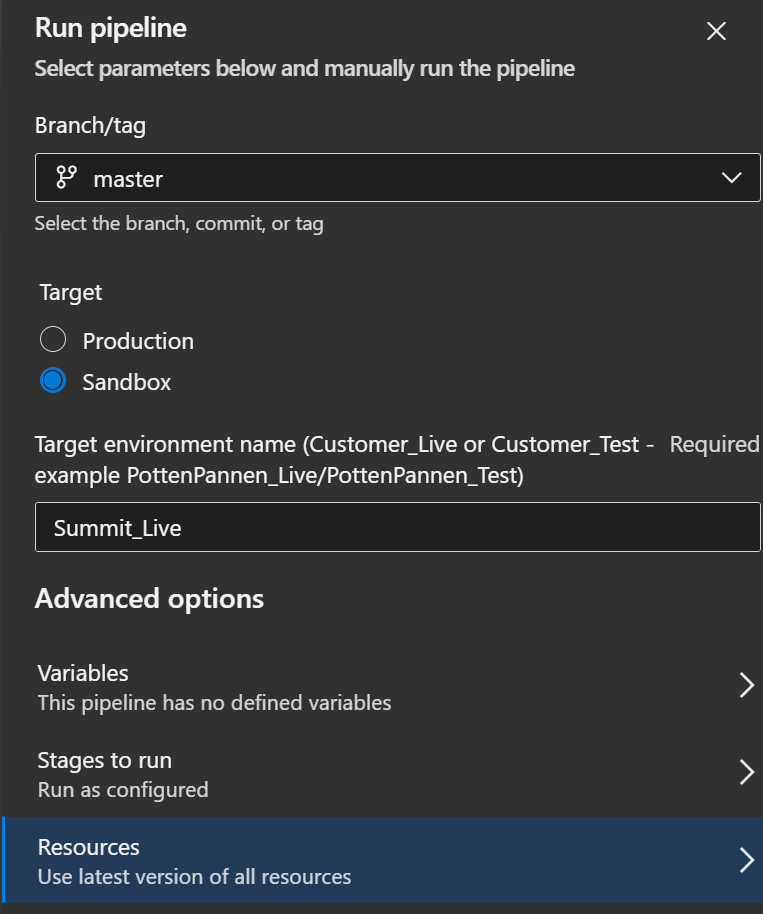 Run pipeline
Select parameters below and manually run the pipeline
Branch/tag
master
Select the branch, commit, or tag
Target
Production
Sandbox
Target environment name (Customer_Live or Customer_Test - Required
example PottenPannen_Live/PottenPannen_Test)
Summit_Live
Advanced options
Variables
This pipeline has no defined variables
Stages to run
Run as configured
Resources
Use latest version of all resources